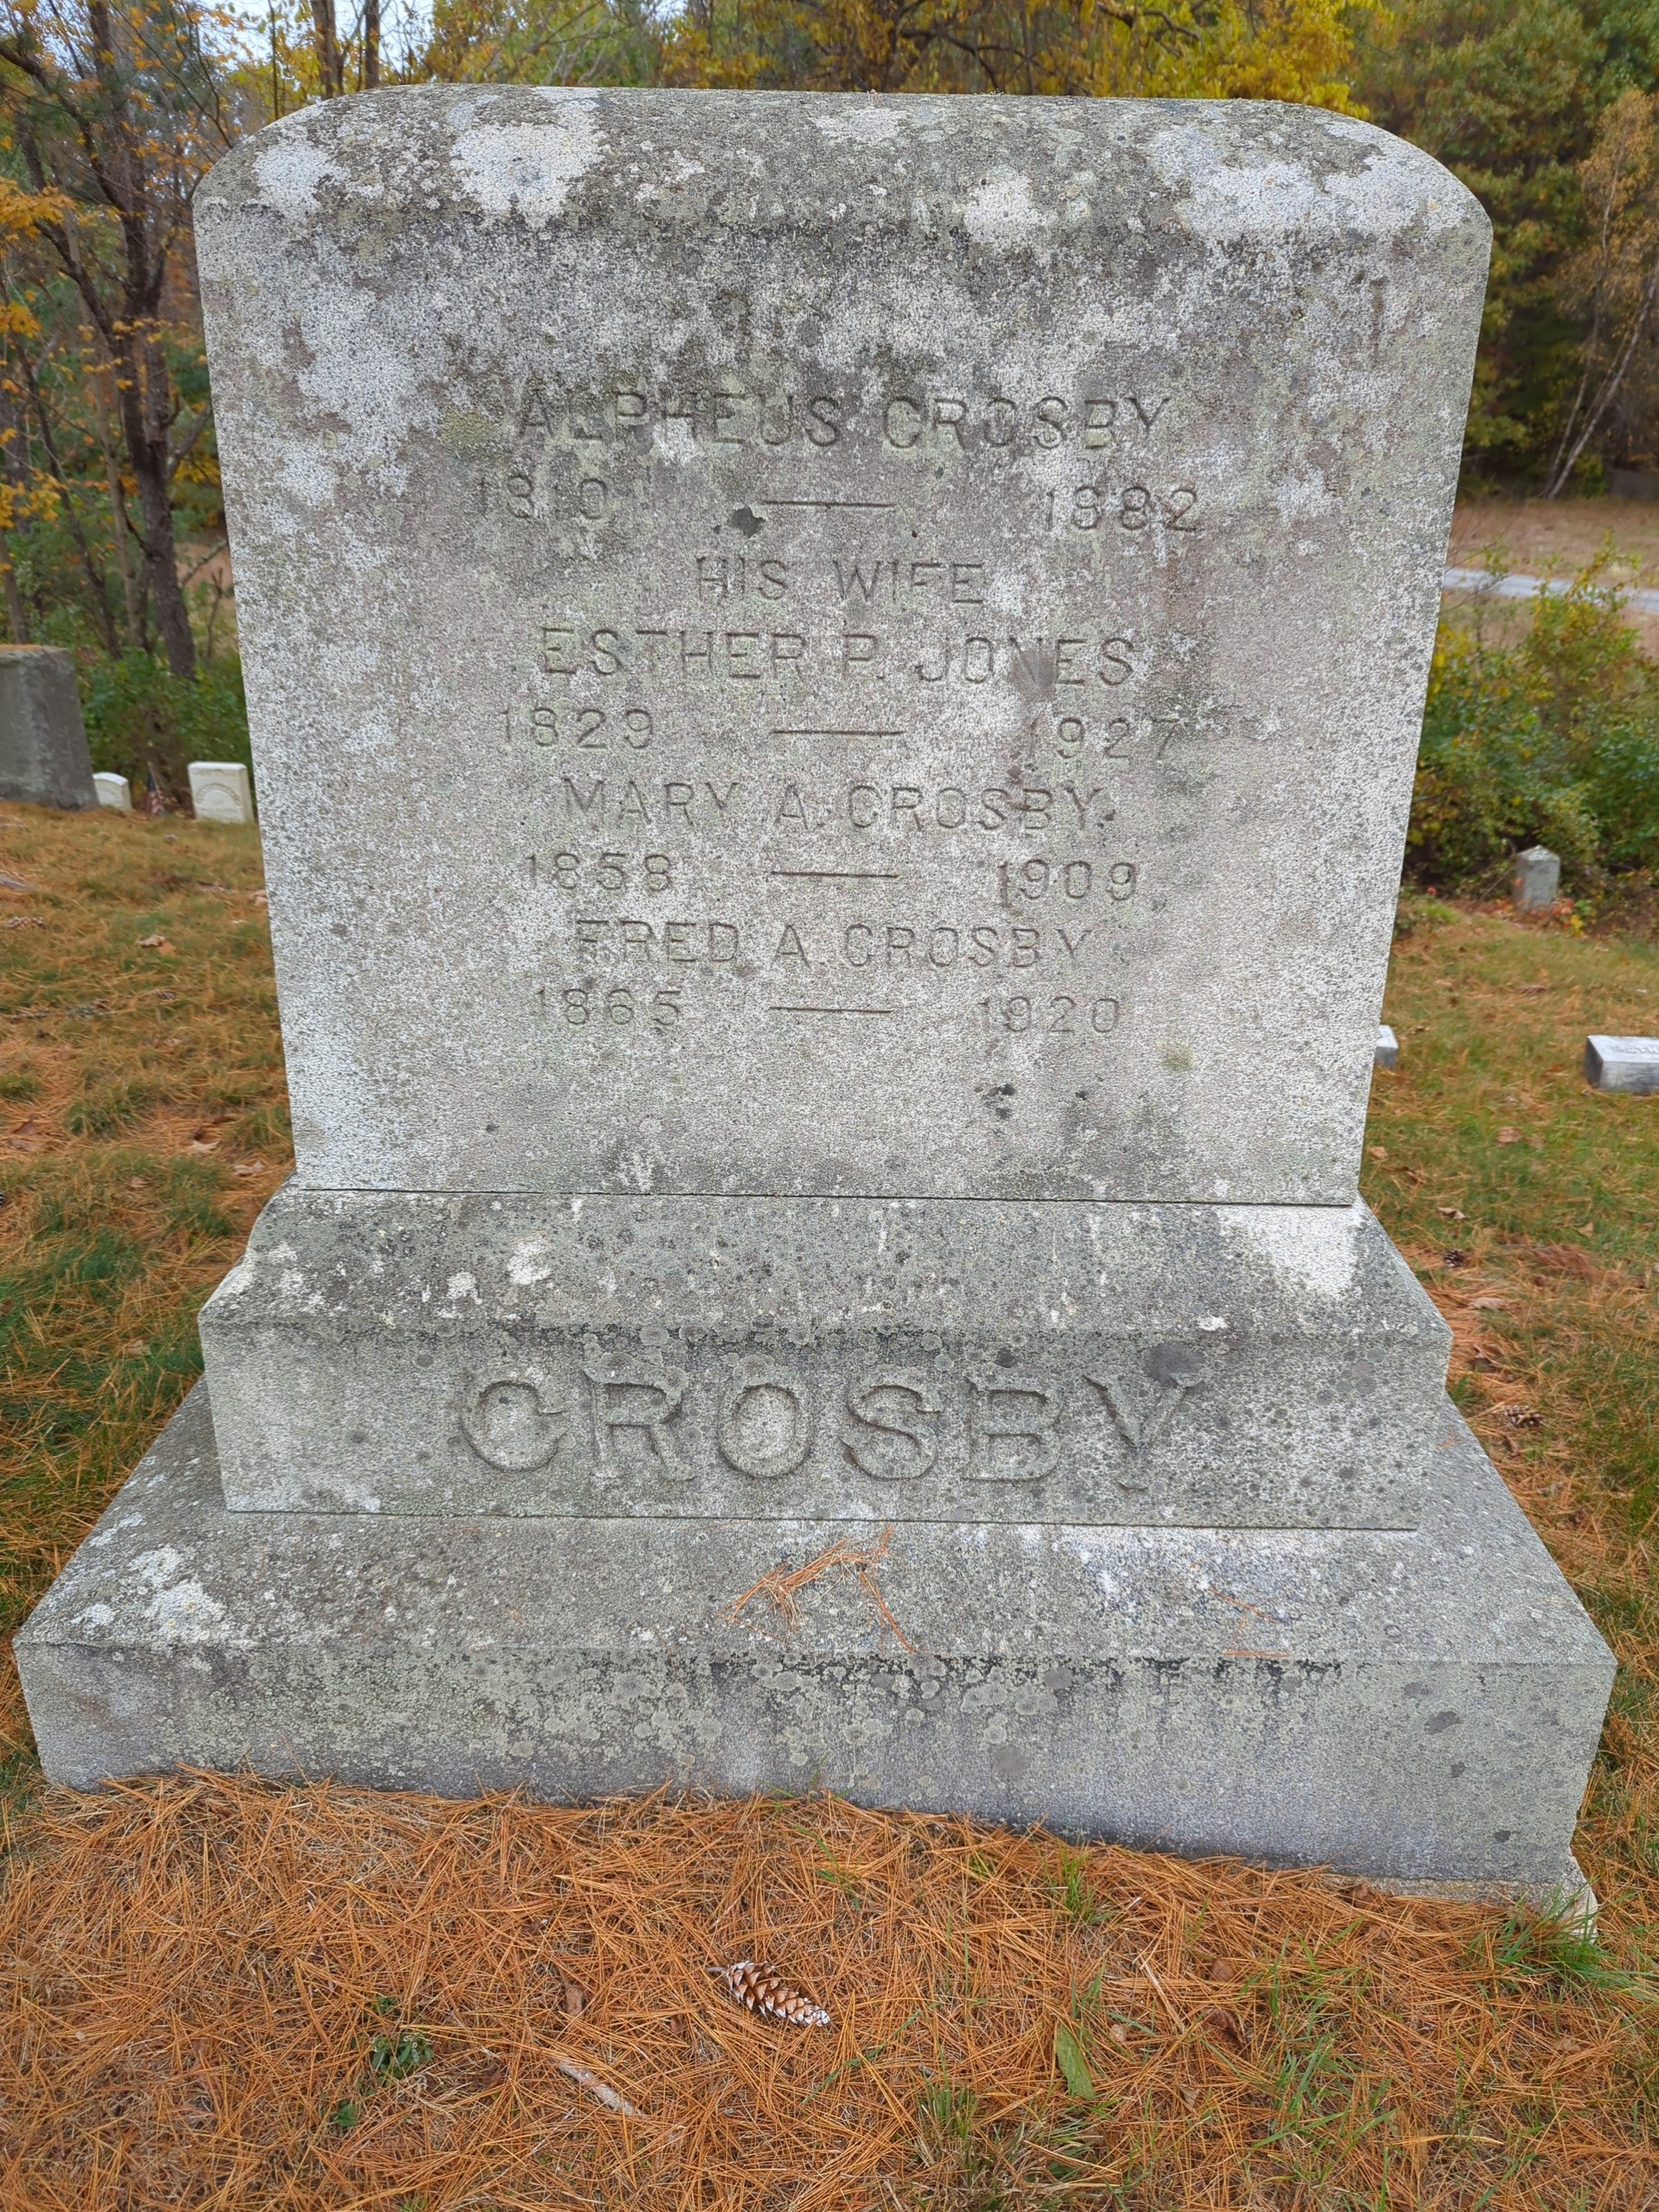 ALPHEUS CROSBY
1810 — 1882
HIS WIFE
ESTHER P. JONES
1829 — 1927
MARY A. CROSBY
1858 — 1909
FRED A. CROSBY
1865 — 1920
CROSBY